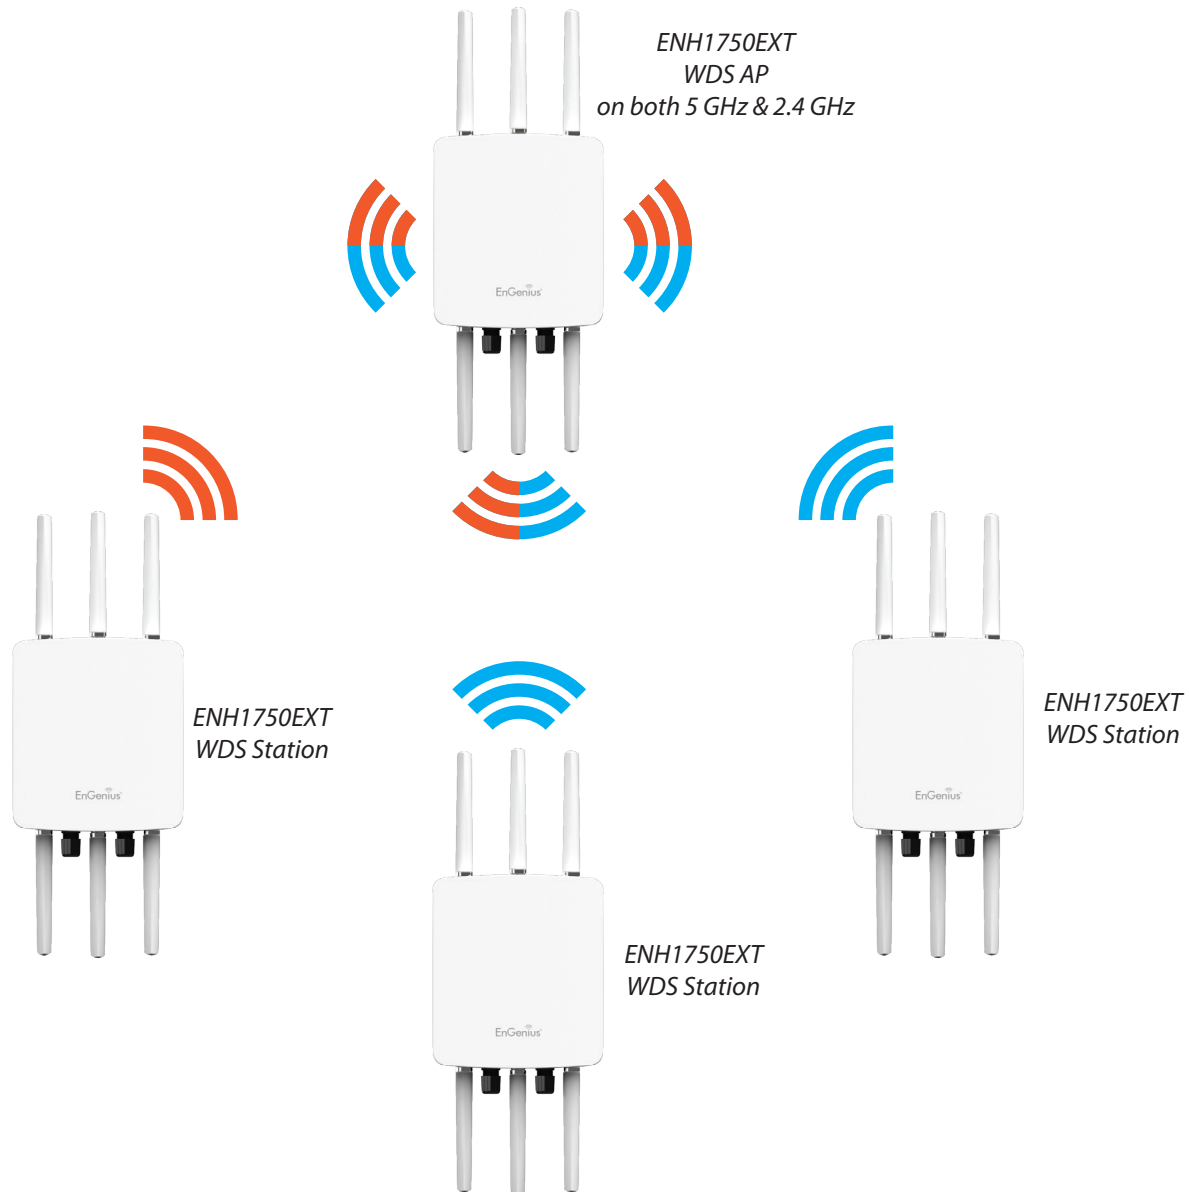 ENH1750EXT
WDS AP
on both 5 GHz & 2.4 GHz
EnGenius
ENH1750EXT
WDS Station
EnGenius
ENH1750EXT
WDS Station
EnGenius
ENH1750EXT
WDS Station
EnGenius